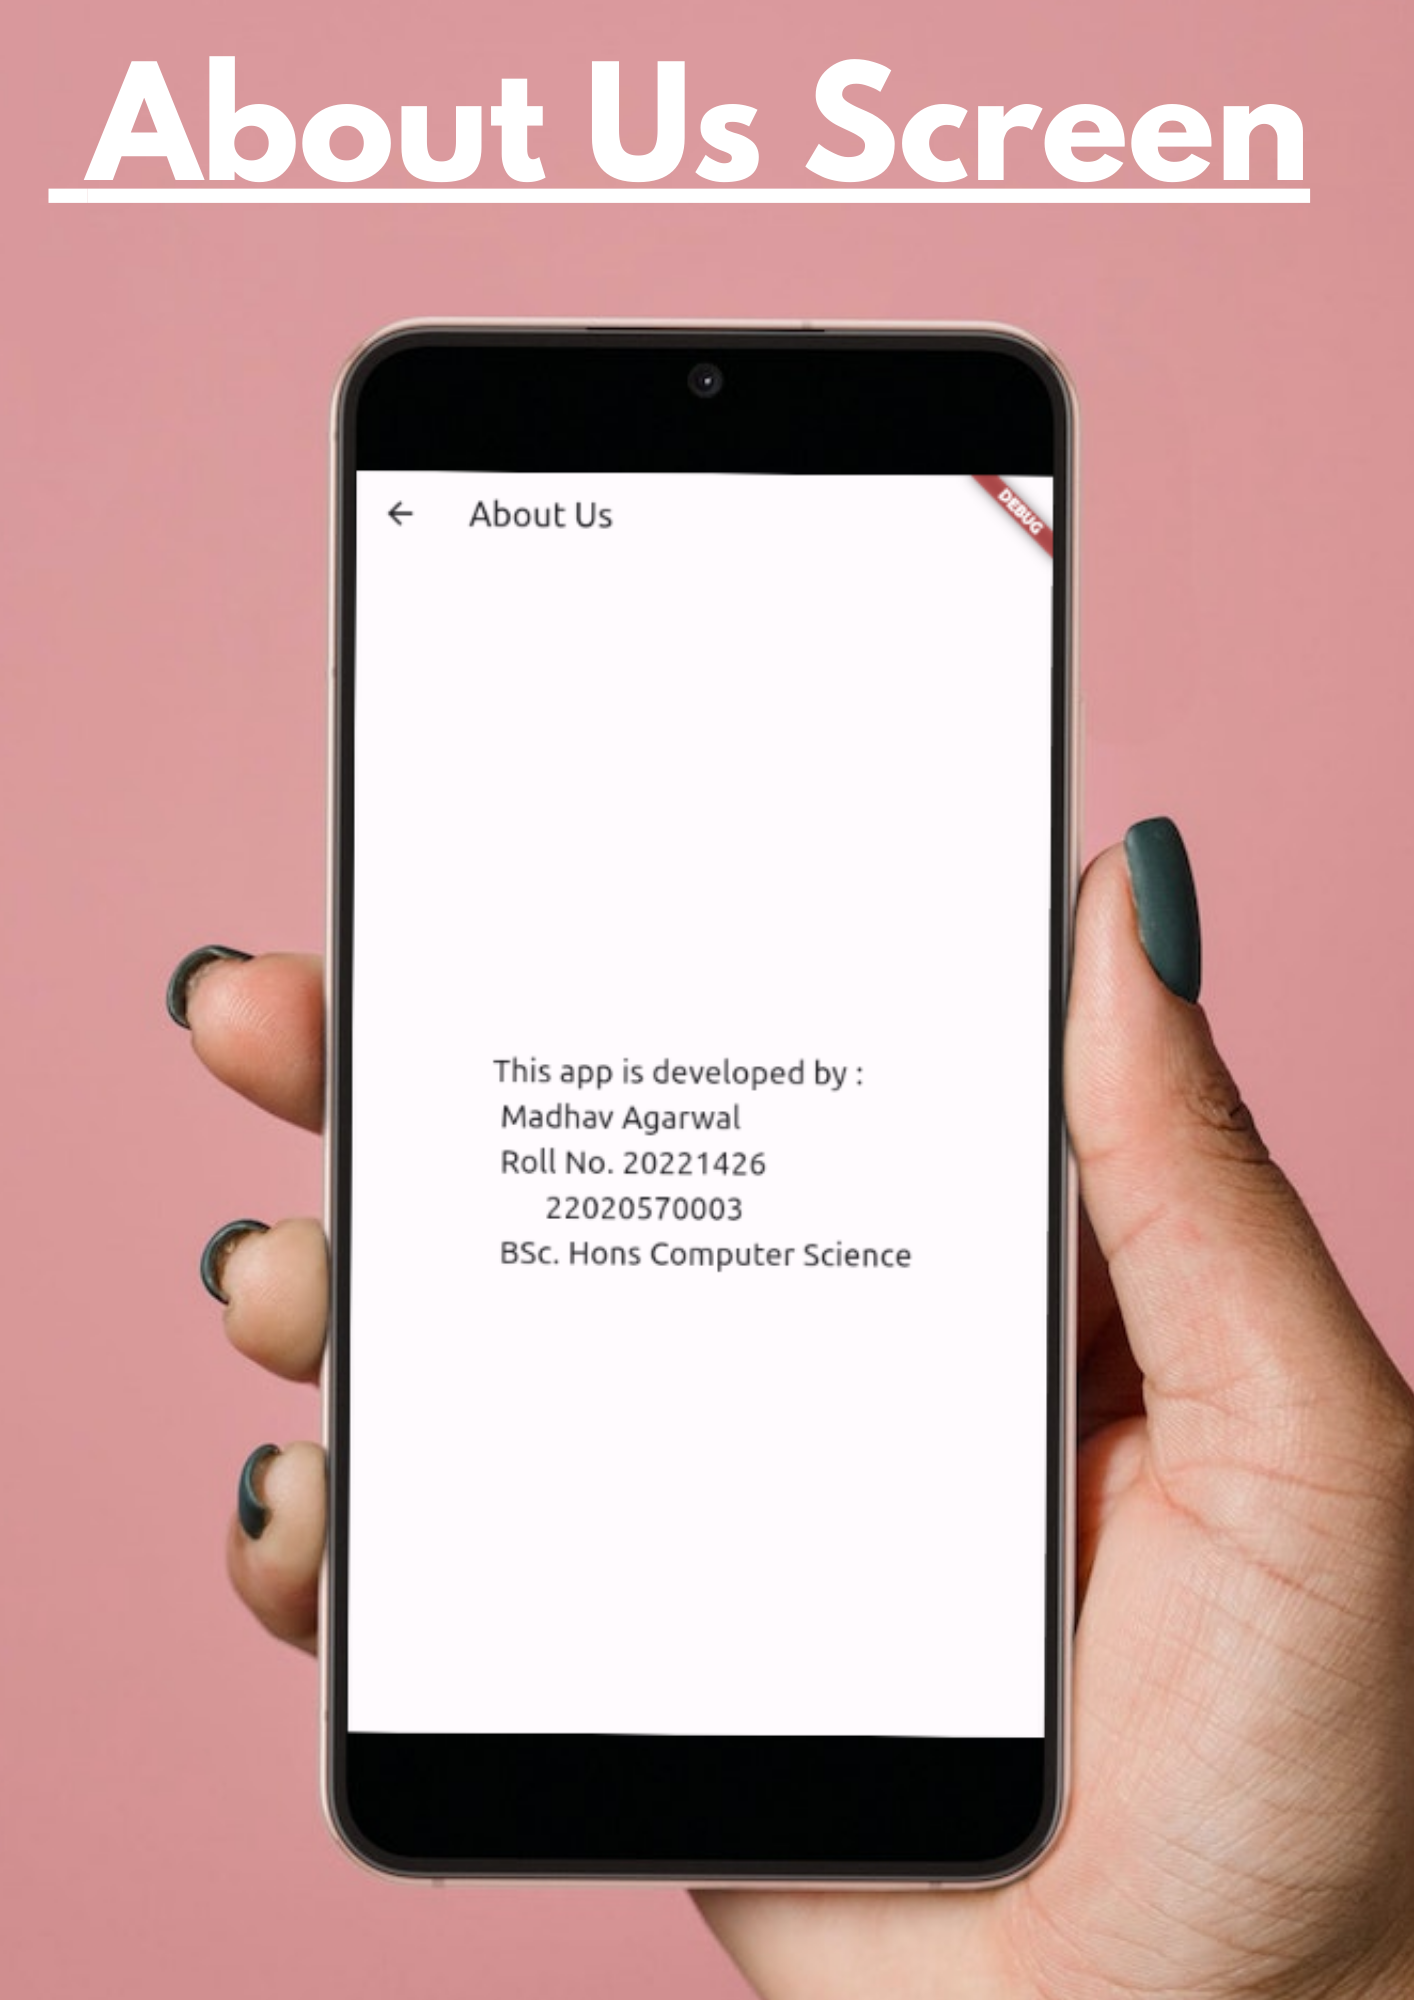 About Us Screen
← About Us
DEBUG
This app is developed by :
Madhav Agarwal
Roll No. 20221426
22020570003
BSc. Hons Computer Science